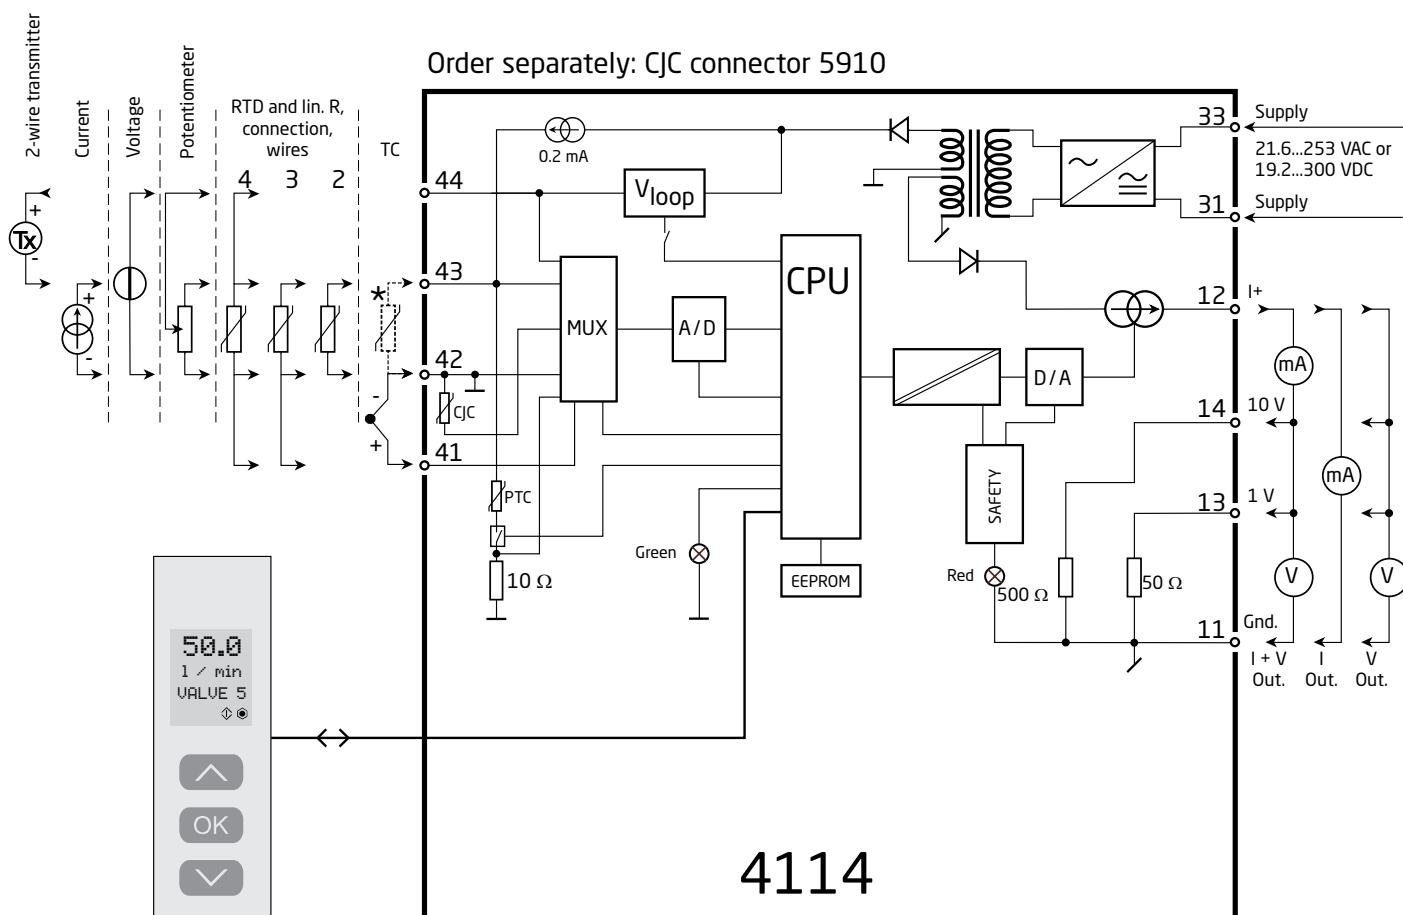 Order separately: CJC connector 5910
2-wire transmitter
Current
Voltage
Potentiometer
RTD and lin. R,
connection,
wires
4 3 2
TC
+
Tx
-
+
-
*
-
+
44
43
42
41
0.2 mA
Vloop
MUX
A/D
CPU
CJC
PTC
10 Ω
Green
EEPROM
D/A
SAFETY
Red
500 Ω
50 Ω
33
Supply
21.6...253 VAC or
19.2...300 VDC
31
Supply
12
I+
mA
14
10 V
mA
13
1 V
V
V
11
Gnd.
I + V
Out.
I
Out.
V
Out.
50.0
l / min
VALVE 5
OK
4114